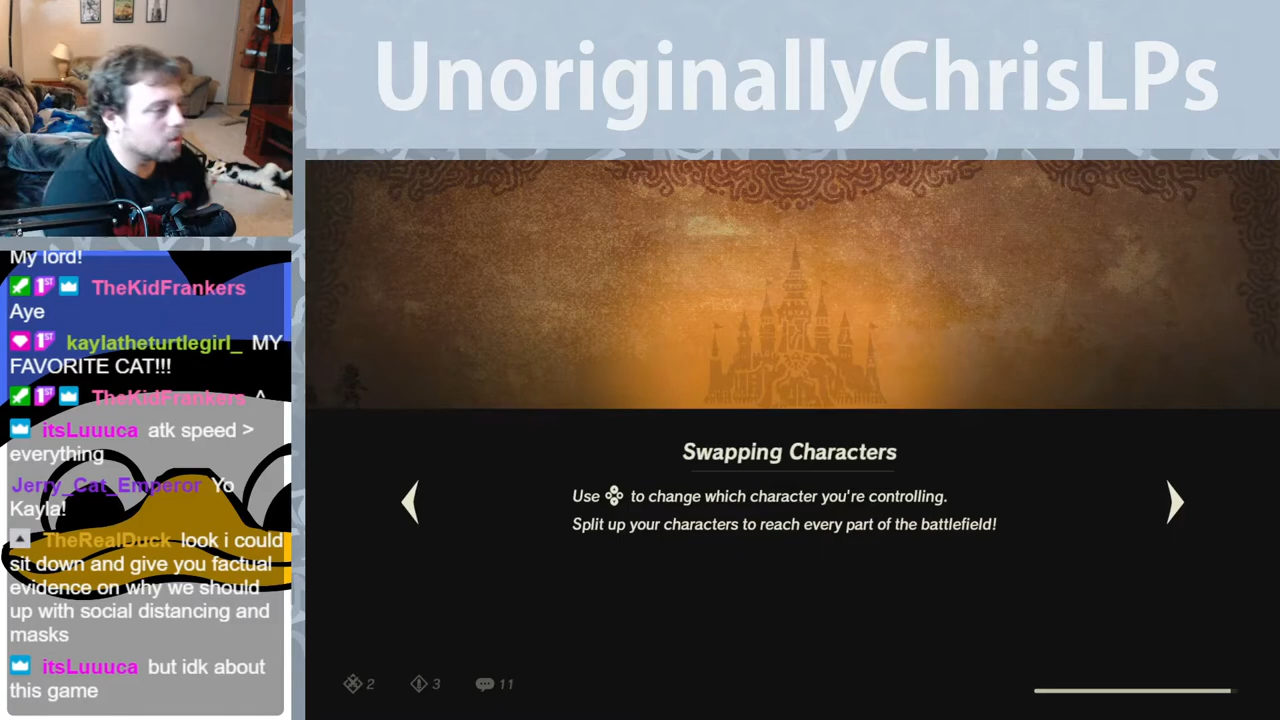 UnoriginallyChrisLPs
My lord!
TheKidFrankers
Aye
kaylatheturtlegirl_ MY
FAVORITE CAT!!!
TheKidFrankers ^
itsLuuuca atk speed >
everything
Jerry_Cat_Emperor Yo
Kayla!
TheRealDuck look i could
sit down and give you factual
evidence on why we should
up with social distancing and
masks
itsLuuuca but idk about
this game
Swapping Characters
Use to change which character you're controlling.
Split up your characters to reach every part of the battlefield!
2 3 11